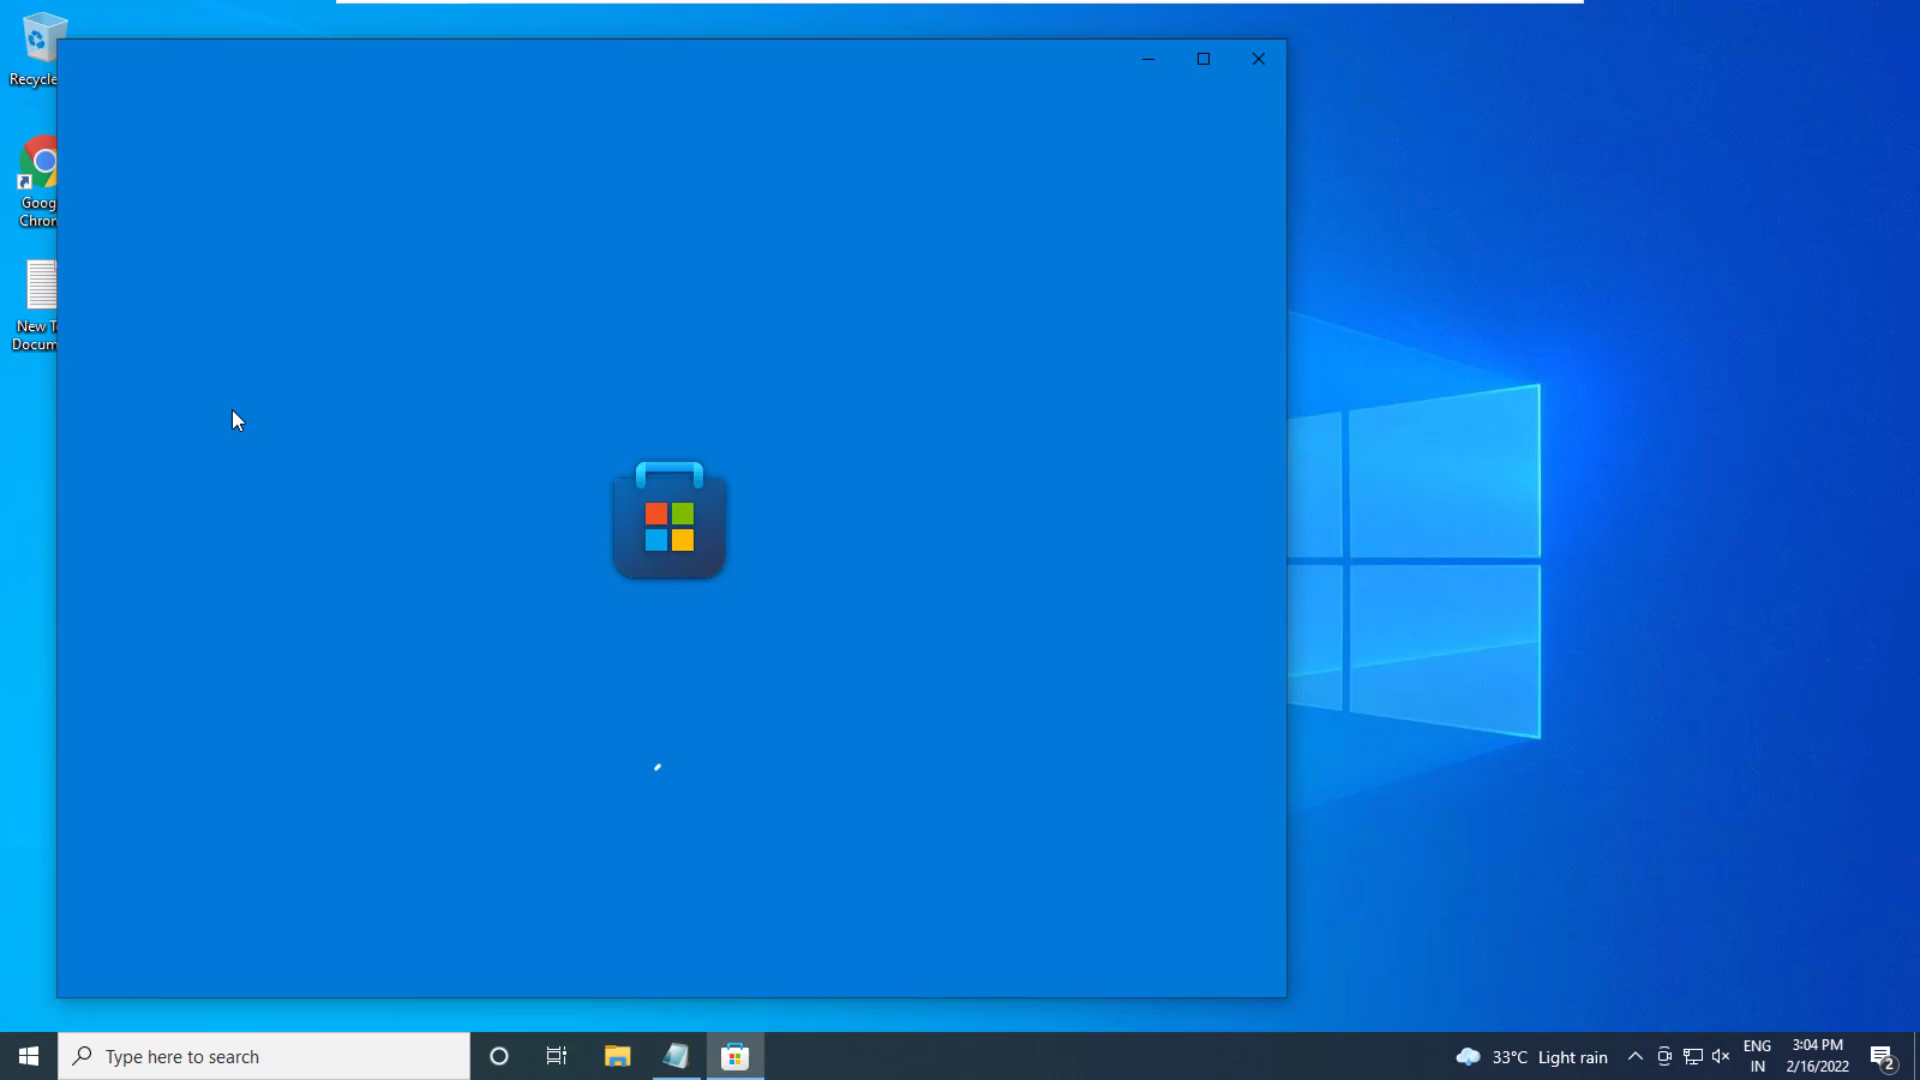 Recycle
Goog
Chron
New T
Docum
Type here to search
33°C Light rain
ENG
IN
3:04 PM
2/16/2022
2